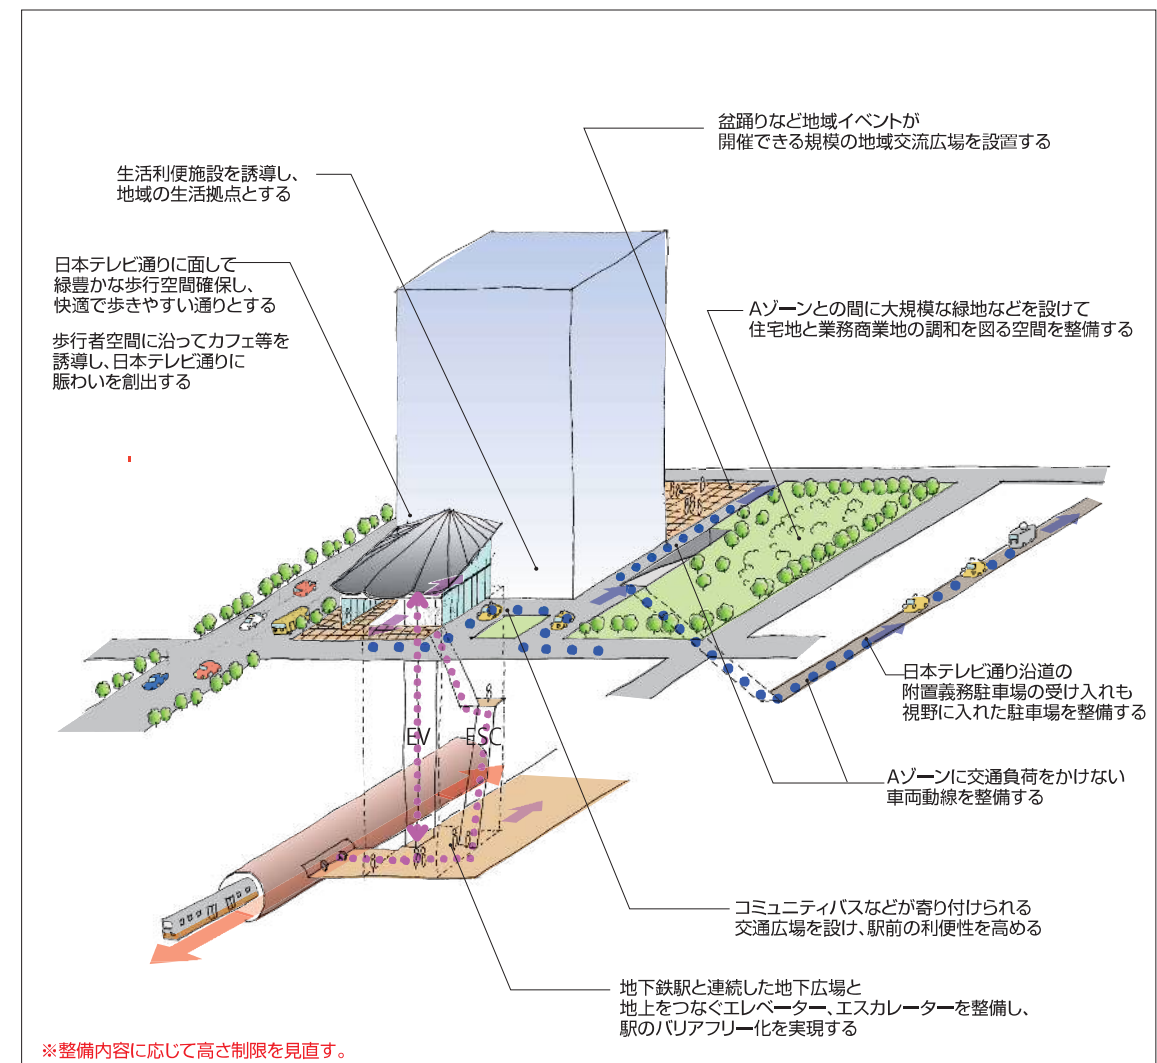 盆踊りなど地域イベントが
開催できる規模の地域交流広場を設置する
生活利便施設を誘導し、
地域の生活拠点とする
日本テレビ通りに面して
緑豊かな歩行空間確保し、
快適で歩きやすい通りとする
歩行者空間に沿ってカフェ等を
誘導し、日本テレビ通りに
賑わいを創出する
Aゾーンとの間に大規模な緑地などを設けて
住宅地と業務商業地の調和を図る空間を整備する
日本テレビ通り沿道の
附置義務駐車場の受け入れも
視野に入れた駐車場を整備する
EV
ESC
Aゾーンに交通負荷をかけない
車両動線を整備する
コミュニティバスなどが寄り付けられる
交通広場を設け、駅前の利便性を高める
地下鉄駅と連続した地下広場と
地上をつなぐエレベーター、エスカレーターを整備し、
駅のバリアフリー化を実現する
※整備内容に応じて高さ制限を見直す。